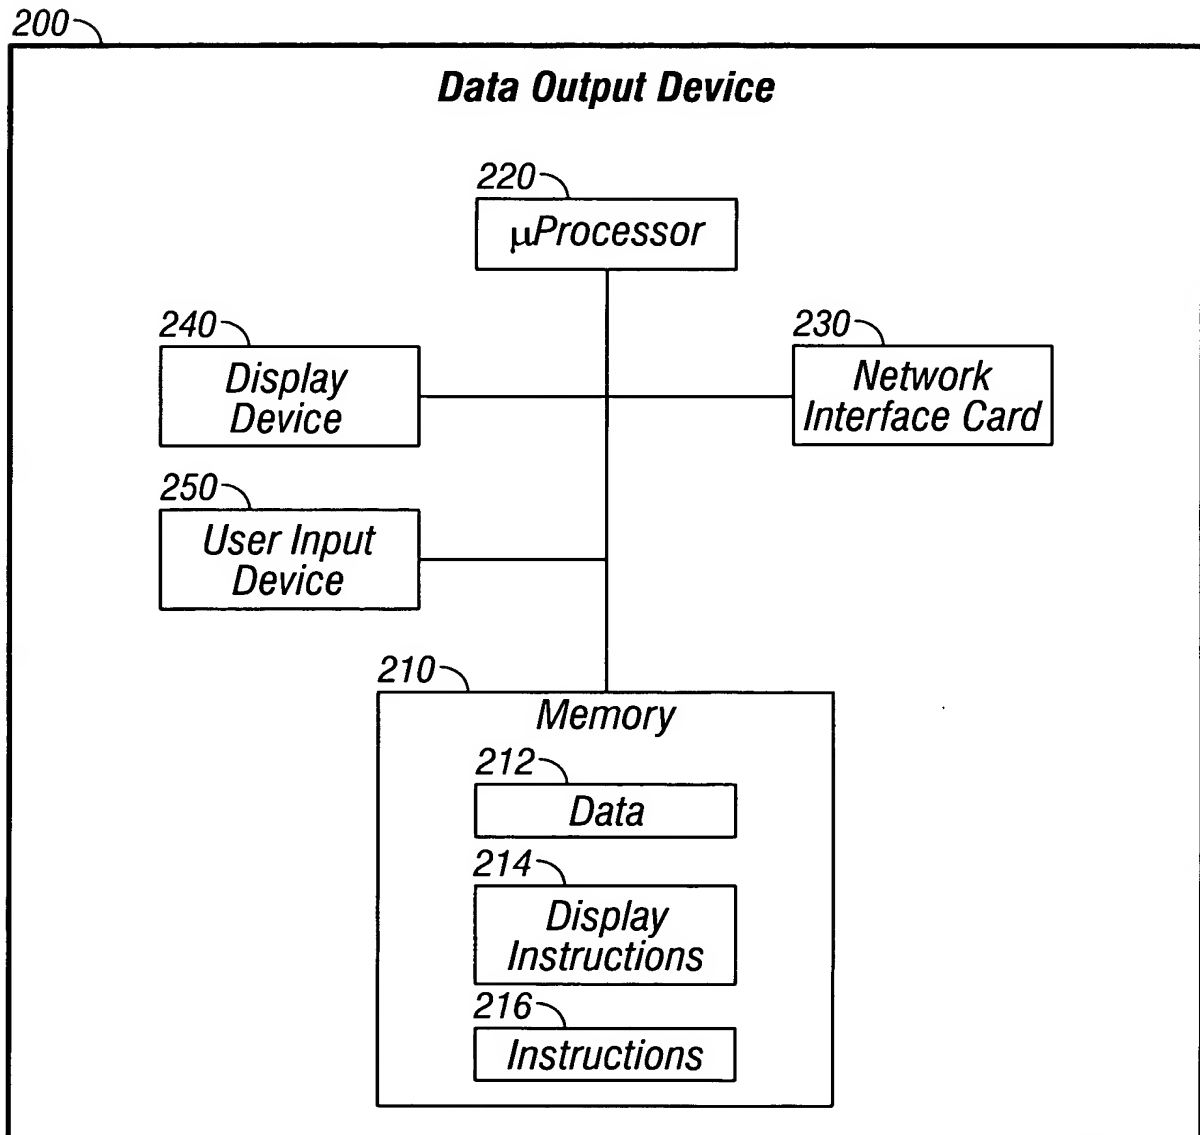 200
Data Output Device
220
μProcessor
240
Display
Device
230
Network
Interface Card
250
User Input
Device
210
Memory
212
Data
214
Display
Instructions
216
Instructions